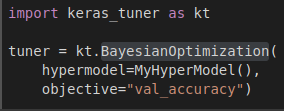 import keras_tuner as kt
tuner = kt.BayesianOptimization(
    hypermodel=MyHyperModel(),
    objective="val_accuracy")